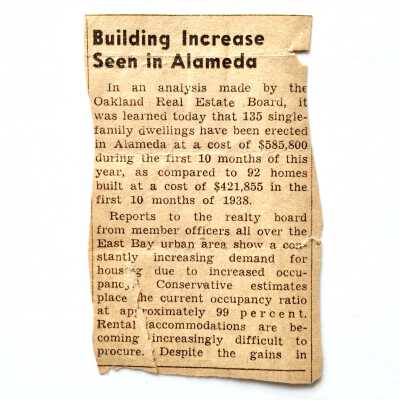 Building Increase
Seen in Alameda
In an analysis made by the
Oakland Real Estate Board, it
was learned today that 135 single-
family dwellings have been erected
in Alameda at a cost of $585,800
during the first 10 months of this
year, as compared to 92 homes
built at a cost of $421,855 in the
first 10 months of 1938.
Reports to the realty board
from member officers all over the
East Bay urban area show a con-
stantly increasing demand for
housing due to increased occu-
pancy. Conservative estimates
place the current occupancy ratio
at approximately 99 percent.
Rental accommodations are be-
coming increasingly difficult to
procure. Despite the gains in